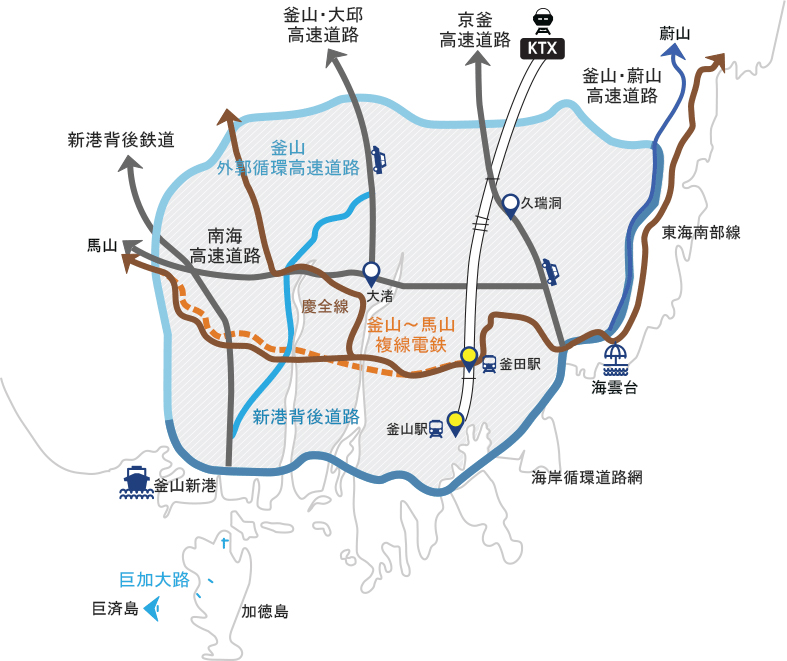 釜山・大邱
高速道路
京釜
高速道路
KTX
蔚山
釜山・蔚山
高速道路
新港背後鉄道
釜山
外郭循環高速道路
久瑞洞
南海
高速道路
東海南部線
馬山
大渚
慶全線
釜山～馬山
複線電鉄
釜田駅
海雲台
新港背後道路
釜山駅
海岸循環道路網
釜山新港
巨加大路
巨済島
加德島